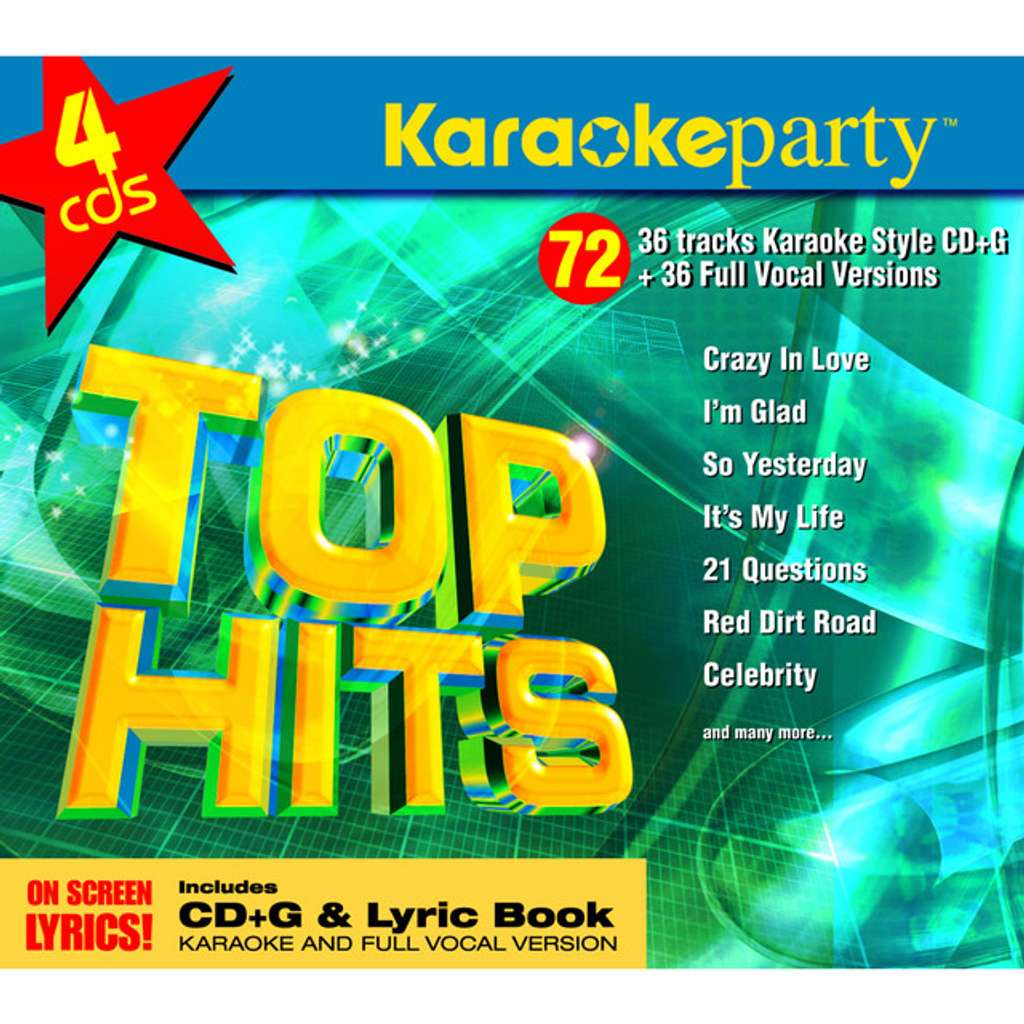 4
cds
Karaokeparty™
72
36 tracks Karaoke Style CD+G
+ 36 Full Vocal Versions
Crazy In Love
I'm Glad
So Yesterday
It's My Life
21 Questions
Red Dirt Road
Celebrity
and many more...
TOP
HITS
ON SCREEN
LYRICS!
Includes
CD+G & Lyric Book
KARAOKE AND FULL VOCAL VERSION